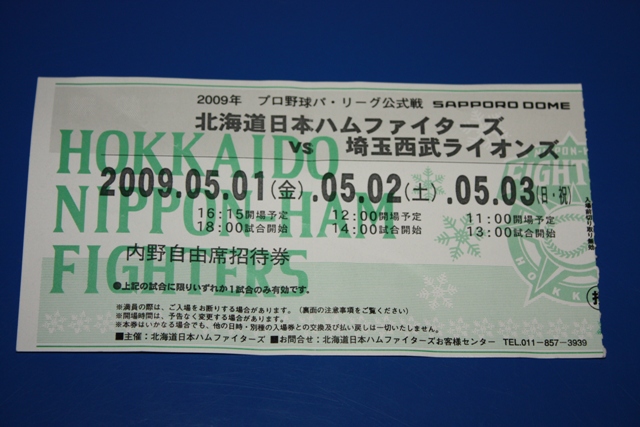 2009年 プロ野球パ・リーグ公式戦 SAPPORO DOME
北海道日本ハムファイターズ
vs 埼玉西武ライオンズ
HOKKAIDO
NIPPON-HAM
FIGHTERS
2009.05.01(金).05.02(土).05.03(日・祝)
16:15開場予定 12:00開場予定 11:00開場予定
18:00試合開始 14:00試合開始 13:00試合開始
内野自由席招待券
●上記の試合に限りいずれか1試合のみ有効です。
※満員の際は、ご入場をお断りする場合があります。(裏面の注意事項をご覧ください)
※開場時間は、予告なく変更する場合があります。
※本券はいかなる場合でも、他の日時・別種の入場券との交換及び払い戻しは一切いたしません。
■主催:北海道日本ハムファイターズ ■お問合せ:北海道日本ハムファイターズお客様センター TEL.011-857-3939